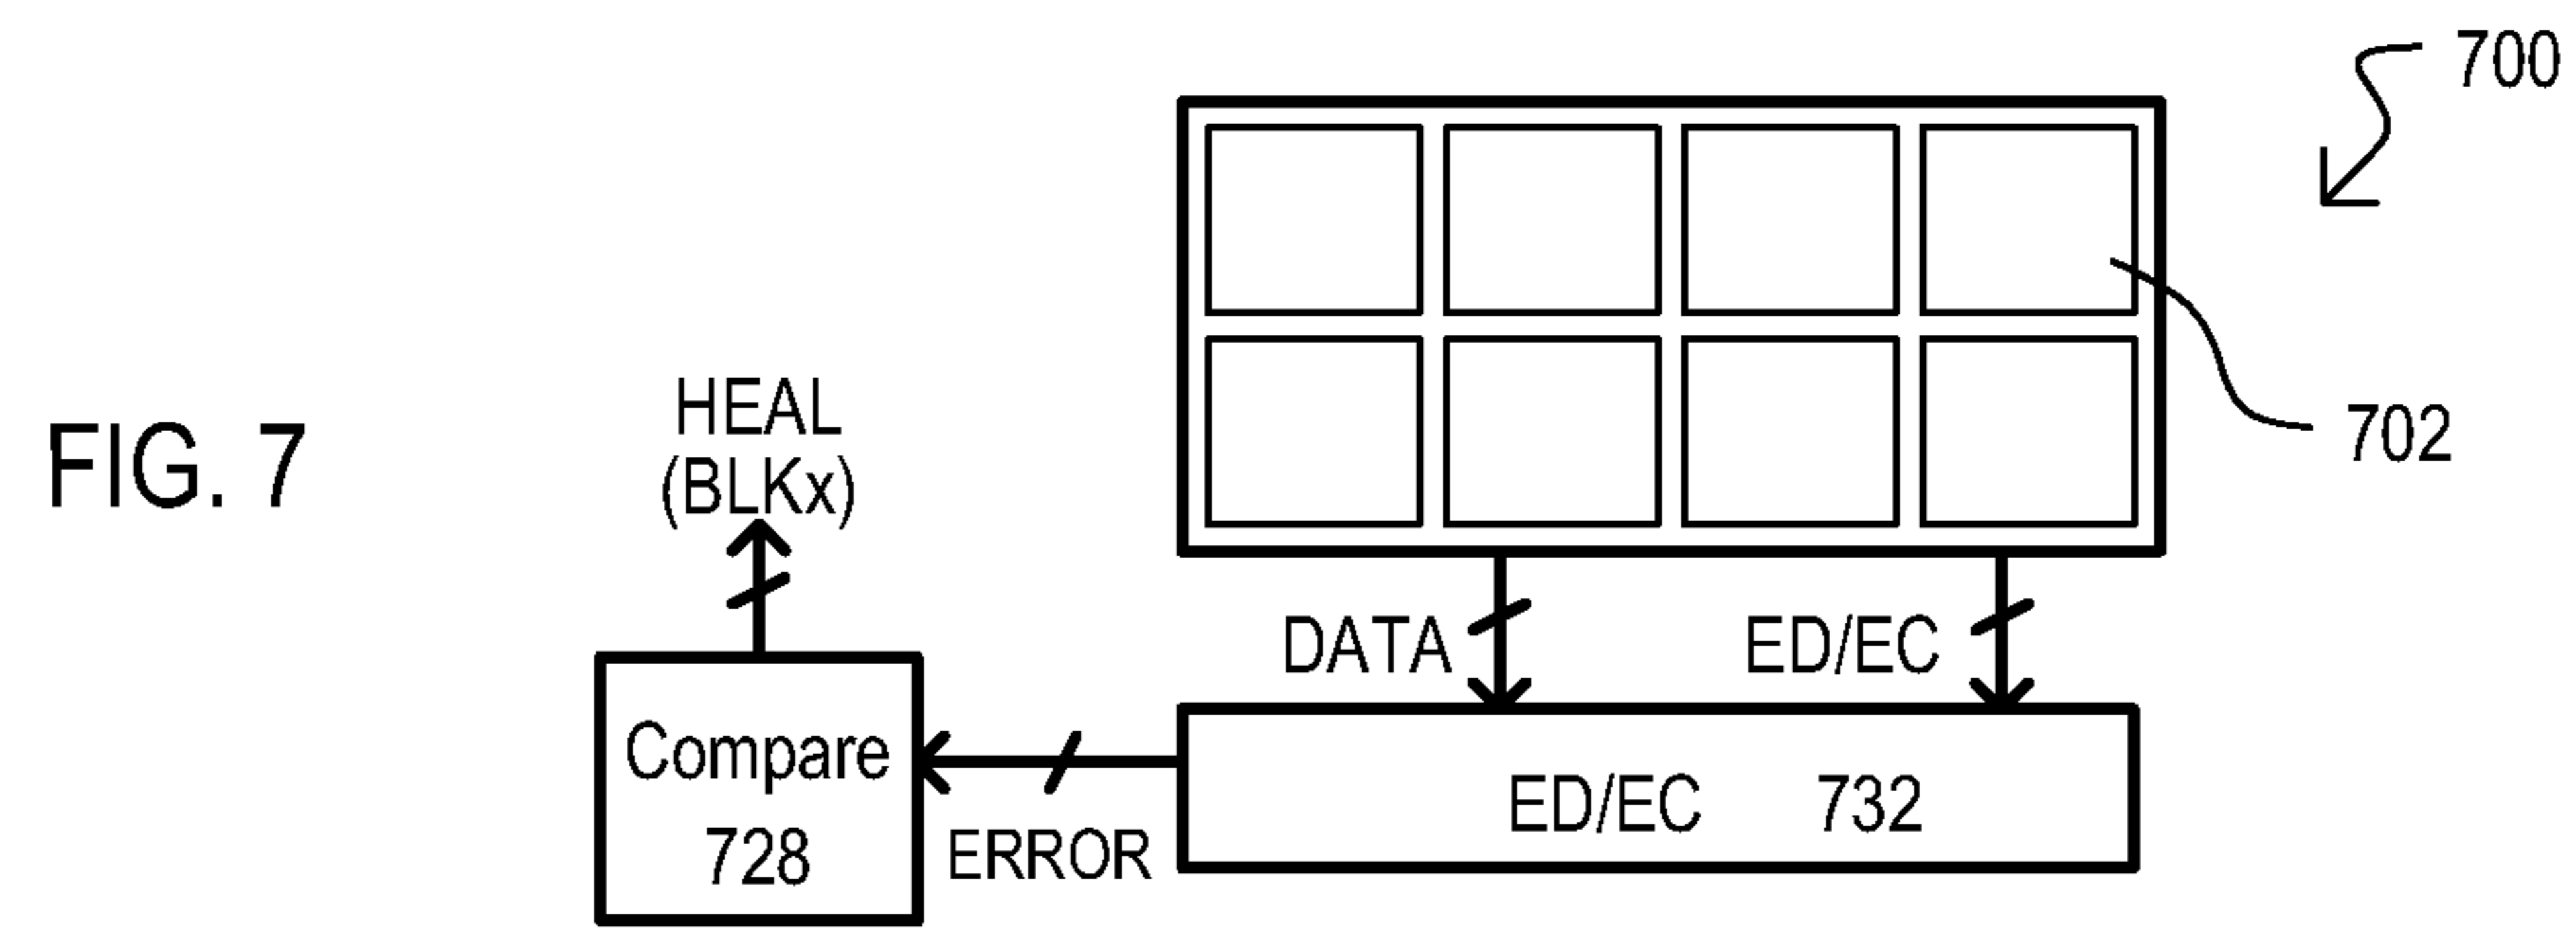 700
702
FIG. 7
HEAL
(BLKx)
DATA
ED/EC
Compare
728
ERROR
ED/EC 732